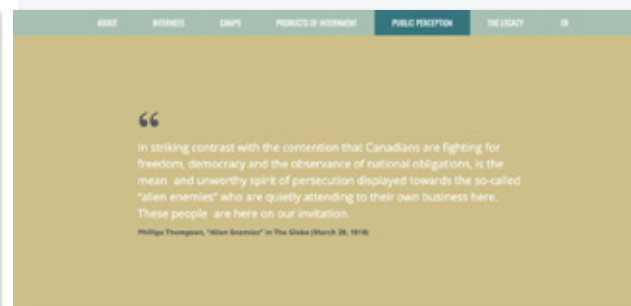 ABOUT INTERNEES CAMPS PRODUCTS OF INTERNMENT PUBLIC PERCEPTION THE LEGACY FR
“
In striking contrast with the contention that Canadians are fighting for
freedom, democracy and the observance of national obligations, is the
mean and unworthy spirit of persecution displayed towards the so-called
"alien enemies" who are quietly attending to their own business here.
These people are here on our invitation.
Phillips Thompson, "Alien Enemies" in The Globe (March 29, 1918)